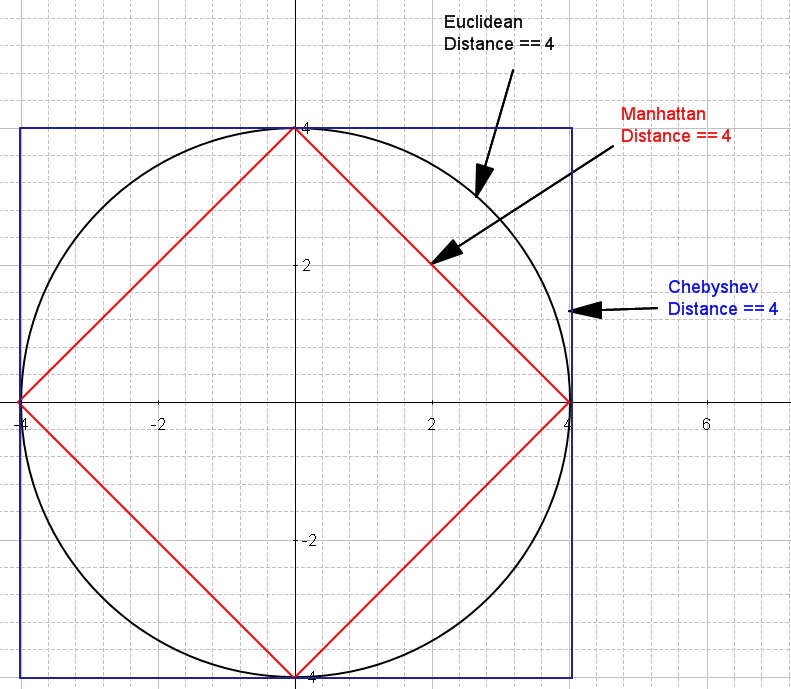 Euclidean
Distance == 4
Manhattan
Distance == 4
4
2
Chebyshev
Distance == 4
-4
-2
2
4
6
-2
-4